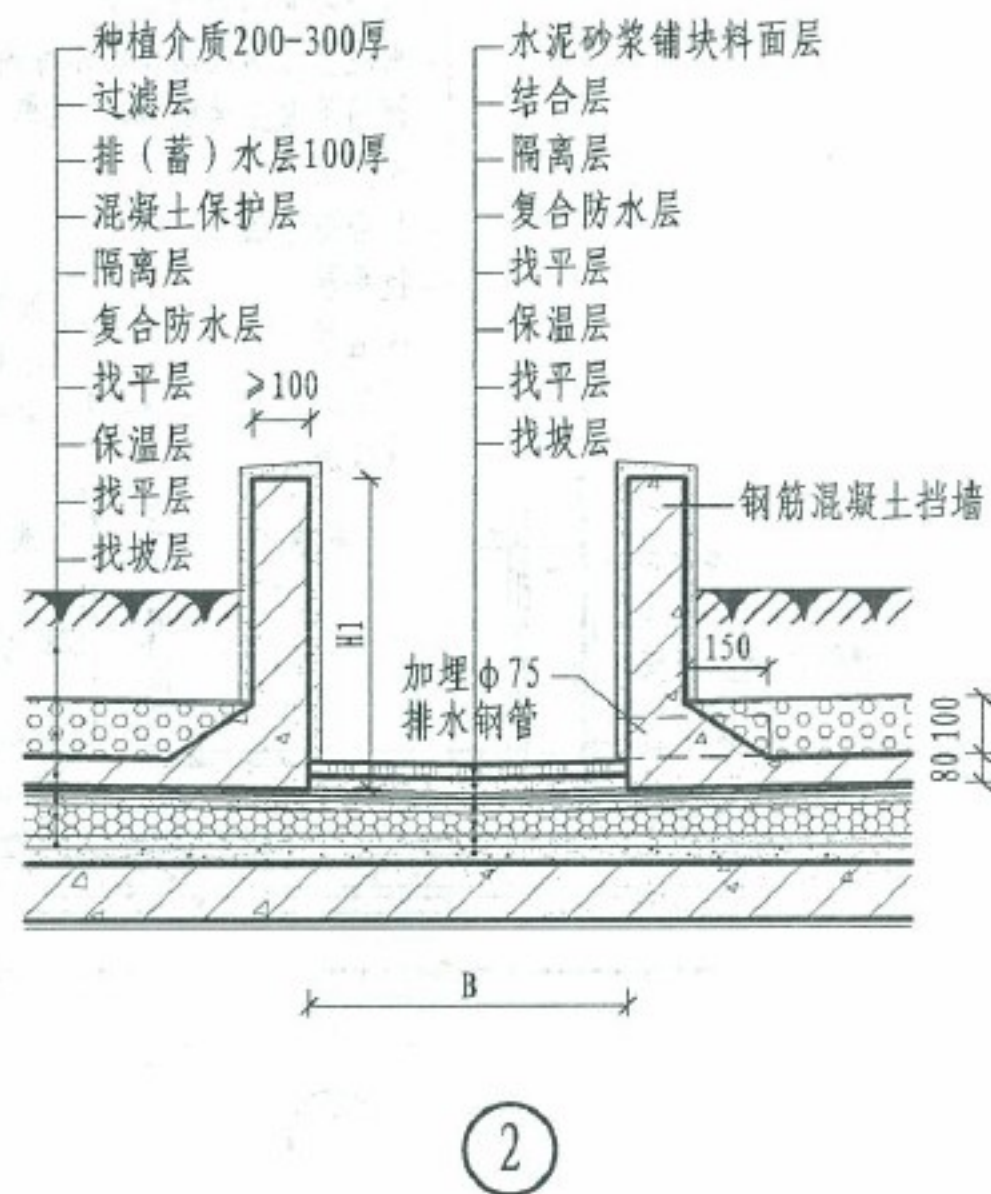 种植介质200-300厚
过滤层
排（蓄）水层100厚
混凝土保护层
隔离层
复合防水层
找平层
保温层
找平层
找坡层
≥100
水泥砂浆铺块料面层
结合层
隔离层
复合防水层
找平层
保温层
找平层
找坡层
钢筋混凝土挡墙
H1
加埋φ75
排水钢管
150
100
80
B
2